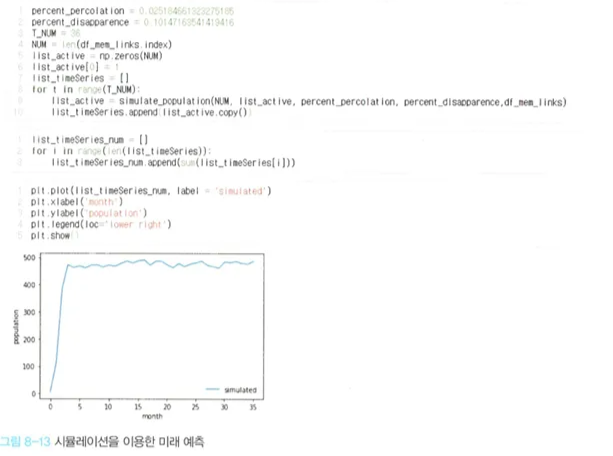 1 percent_percolation = 0.025184661323275185
2 percent_disapparence = 0.10147163541419416
3 T_NUM = 36
4 NUM = len(df_mem_links.index)
5 list_active = np.zeros(NUM)
6 list_active[0] = 1
7 list_timeSeries = []
8 for t in range(T_NUM):
9 list_active = simulate_population(NUM, list_active, percent_percolation, percent_disapparence,df_mem_links)
10 list_timeSeries.append(list_active.copy())
1 list_timeSeries_num = []
2 for i in range(len(list_timeSeries)):
3 list_timeSeries_num.append(sum(list_timeSeries[i]))
1 plt.plot(list_timeSeries_num, label = 'simulated')
2 plt.xlabel('month')
3 plt.ylabel('population')
4 plt.legend(loc='lower right')
5 plt.show()
500
400
300
200
100
0
population
simulated
0 5 10 15 20 25 30 35
month
그림 8-13 시뮬레이션을 이용한 미래 예측